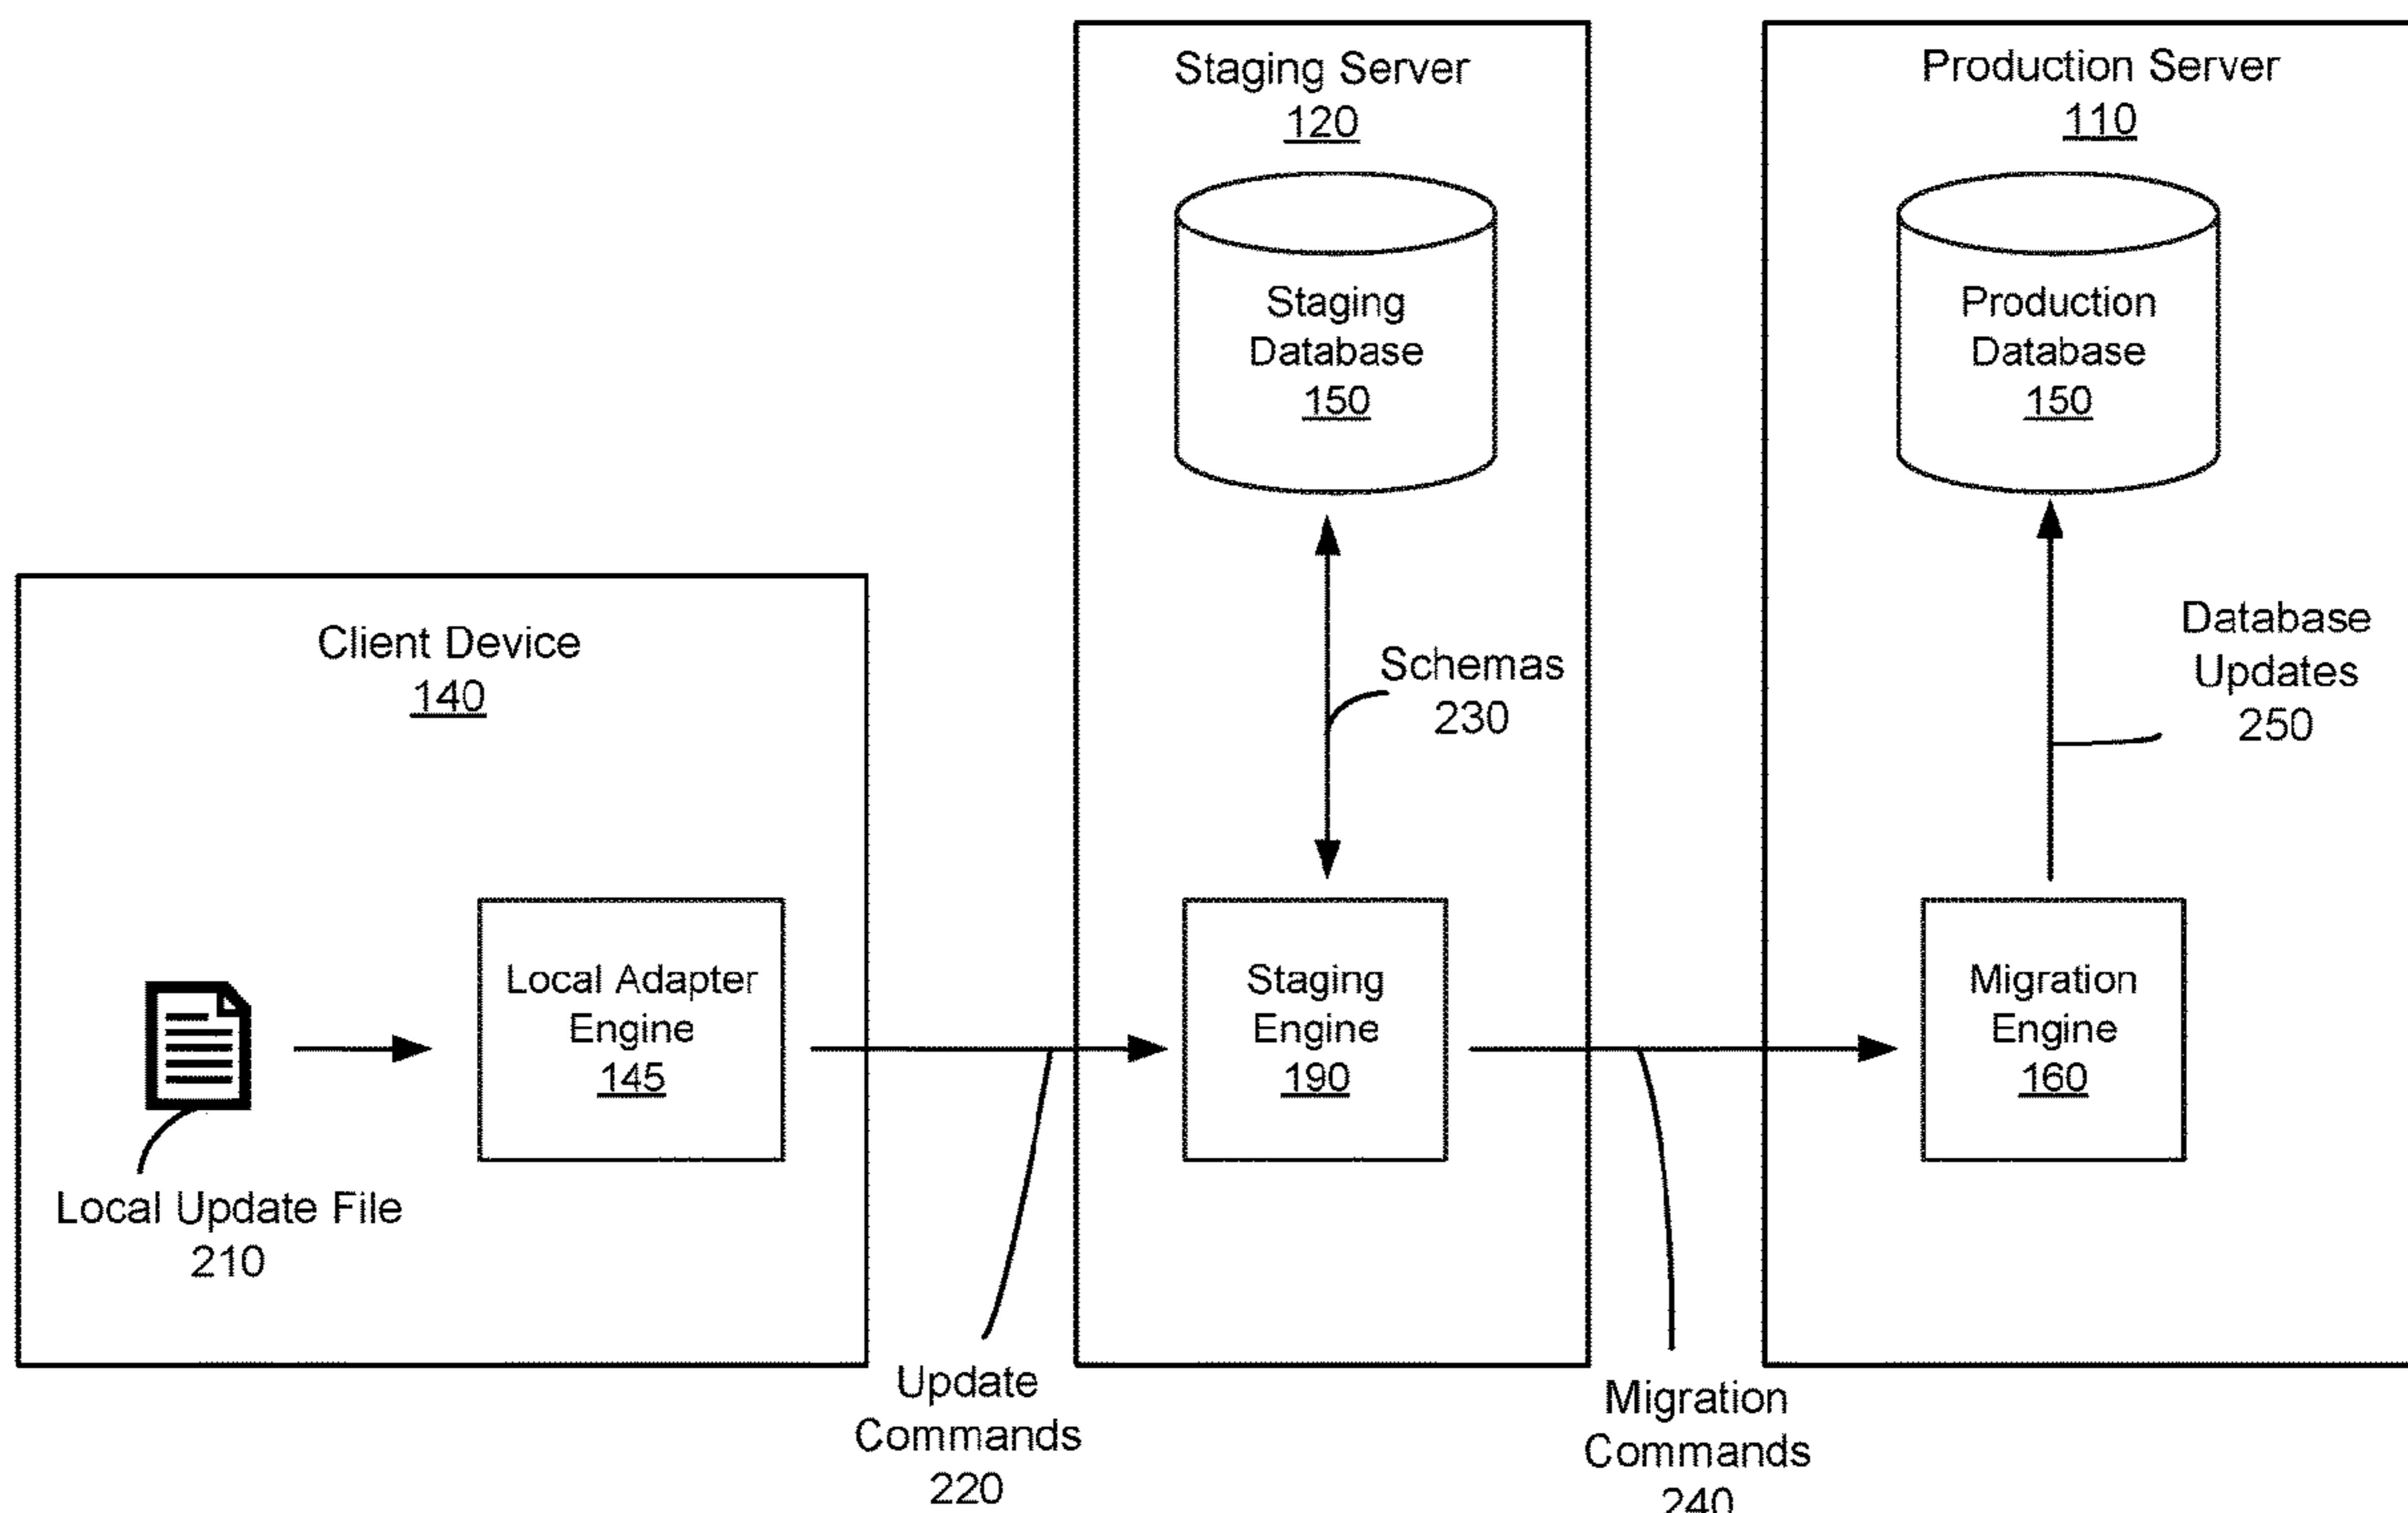 Staging Server
120
Staging
Database
150
Schemas
230
Staging
Engine
190
Production Server
110
Production
Database
150
Database
Updates
250
Migration
Engine
160
Client Device
140
Local Adapter
Engine
145
Local Update File
210
Update
Commands
220
Migration
Commands
240